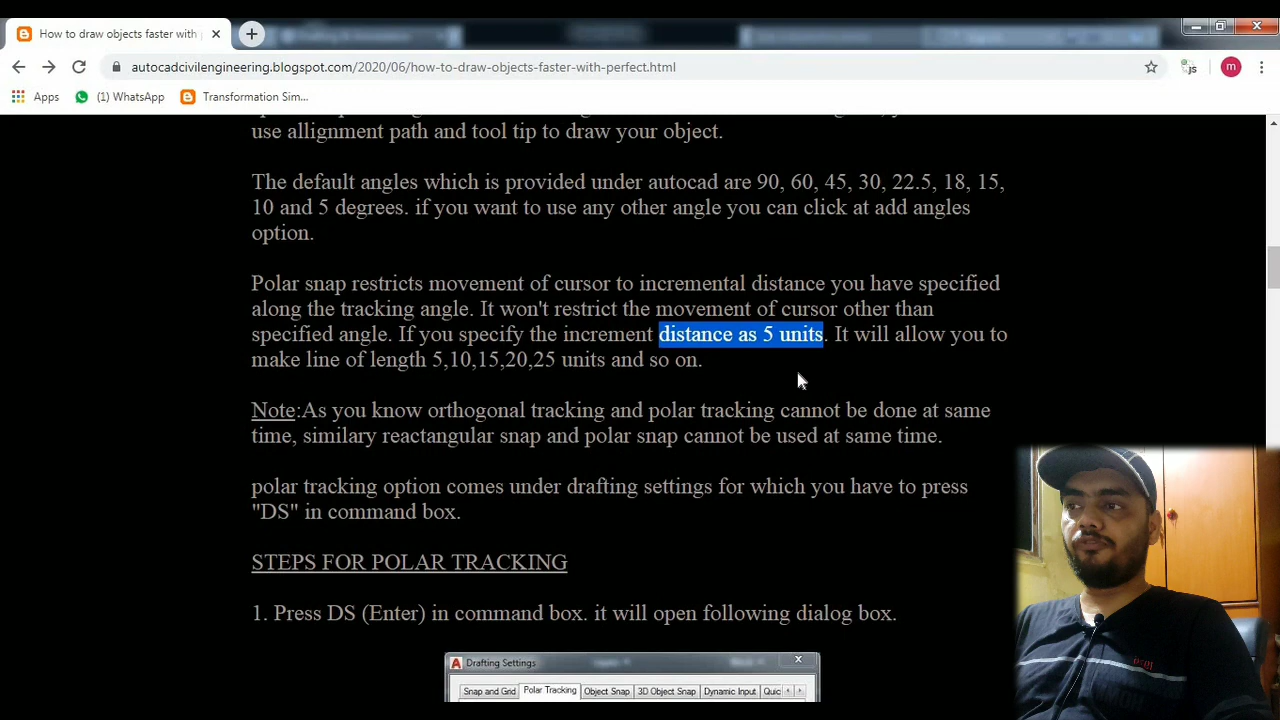 How to draw objects faster with
autocadcivilengineering.blogspot.com/2020/06/how-to-draw-objects-faster-with-perfect.html
JS
m
Apps
(1) WhatsApp
Transformation Sim...
use allignment path and tool tip to draw your object.
The default angles which is provided under autocad are 90, 60, 45, 30, 22.5, 18, 15,
10 and 5 degrees. if you want to use any other angle you can click at add angles
option.
Polar snap restricts movement of cursor to incremental distance you have specified
along the tracking angle. It won't restrict the movement of cursor other than
specified angle. If you specify the increment distance as 5 units. It will allow you to
make line of length 5,10,15,20,25 units and so on.
Note:As you know orthogonal tracking and polar tracking cannot be done at same
time, similary reactangular snap and polar snap cannot be used at same time.
polar tracking option comes under drafting settings for which you have to press
"DS" in command box.
STEPS FOR POLAR TRACKING
1. Press DS (Enter) in command box. it will open following dialog box.
A Drafting Settings
Snap and Grid Polar Tracking Object Snap 3D Object Snap Dynamic Input Quic